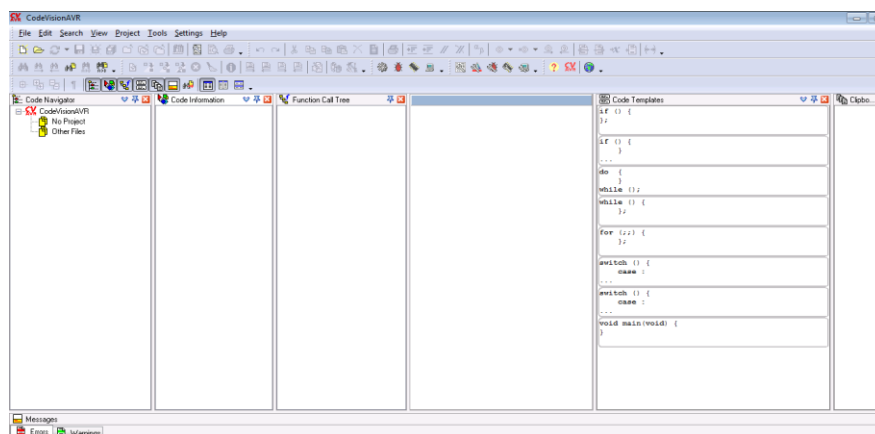 CodeVisionAVR
File Edit Search View Project Tools Settings Help
Code Navigator
CodeVisionAVR
No Project
Other Files
Code Information
Function Call Tree
Code Templates
if () {
};
if () {
}
...
do {
}
while ();
while () {
};
for (;;) {
};
switch () {
case :
...
switch () {
case :
...
void main(void) {
}
Clipbo...
Messages
Errors Warnings